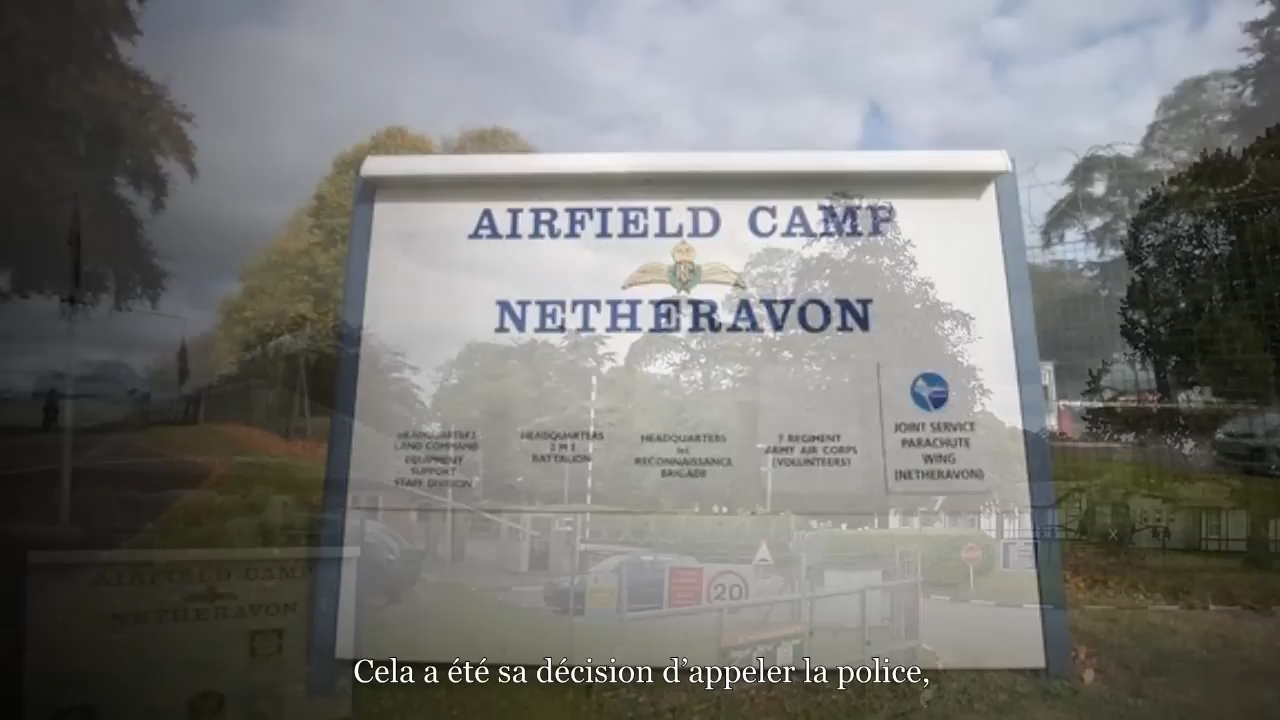 AIRFIELD CAMP
NETHERAVON
HEADQUARTERS
LAND COMMAND
EQUIPMENT
SUPPORT
STAFF DIVISION
HEADQUARTERS
BATTALION
HEADQUARTERS
1st
RECONNAISSANCE
BRIGADE
7 REGIMENT
ARMY AIR CORPS
(VOLUNTEERS)
JOINT SERVICE
PARACHUTE
WING
(NETHERAVON)
20
AIRFIELD CAMP
NETHERAVON
Cela a été sa décision d’appeler la police,